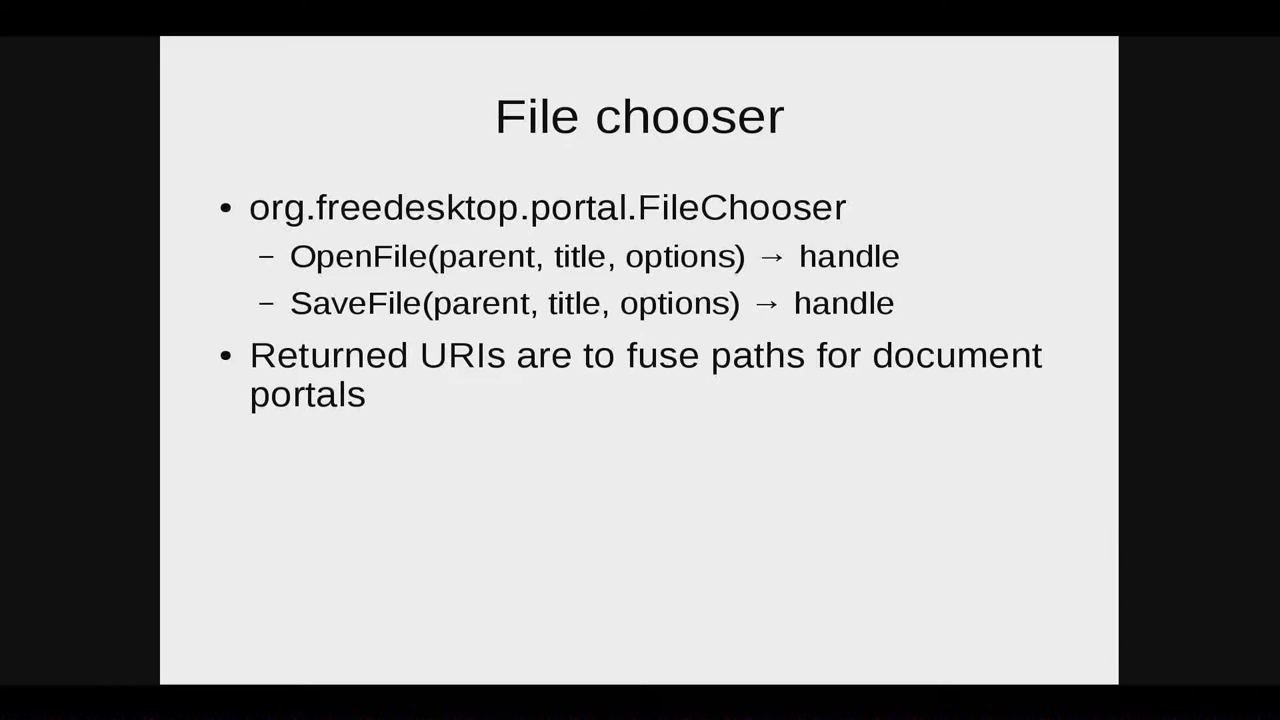 File chooser
• org.freedesktop.portal.FileChooser
– OpenFile(parent, title, options) → handle
– SaveFile(parent, title, options) → handle
• Returned URIs are to fuse paths for document
portals